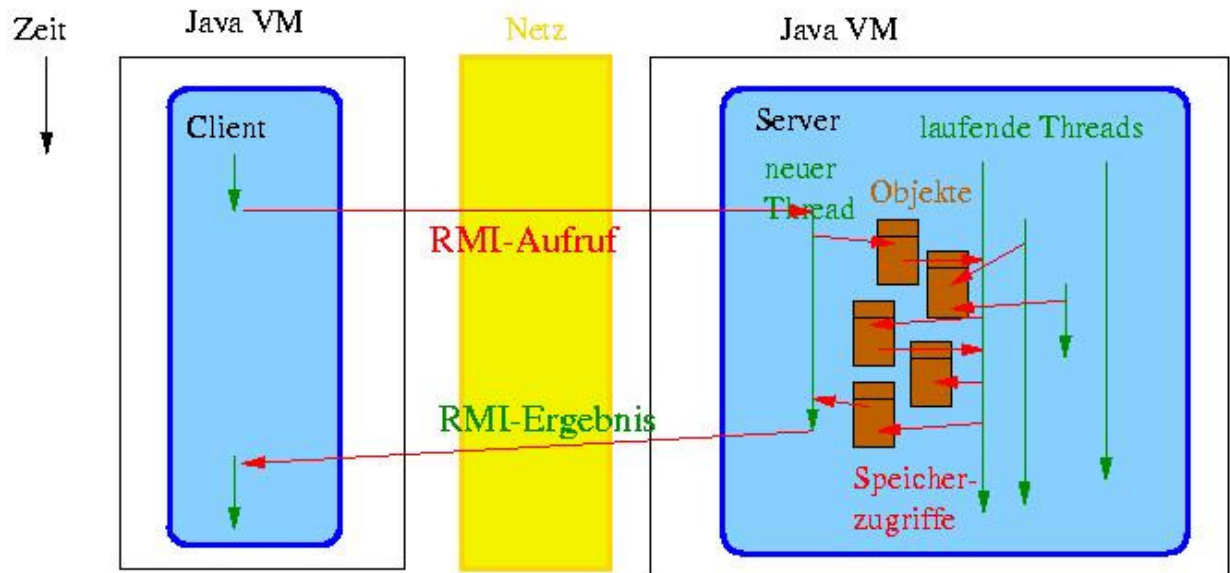 Zeit
Java VM
Netz
Java VM
Client
Server
laufende Threads
neuer
Thread
Objekte
RMI-Aufruf
RMI-Ergebnis
Speicher-
zugriffe